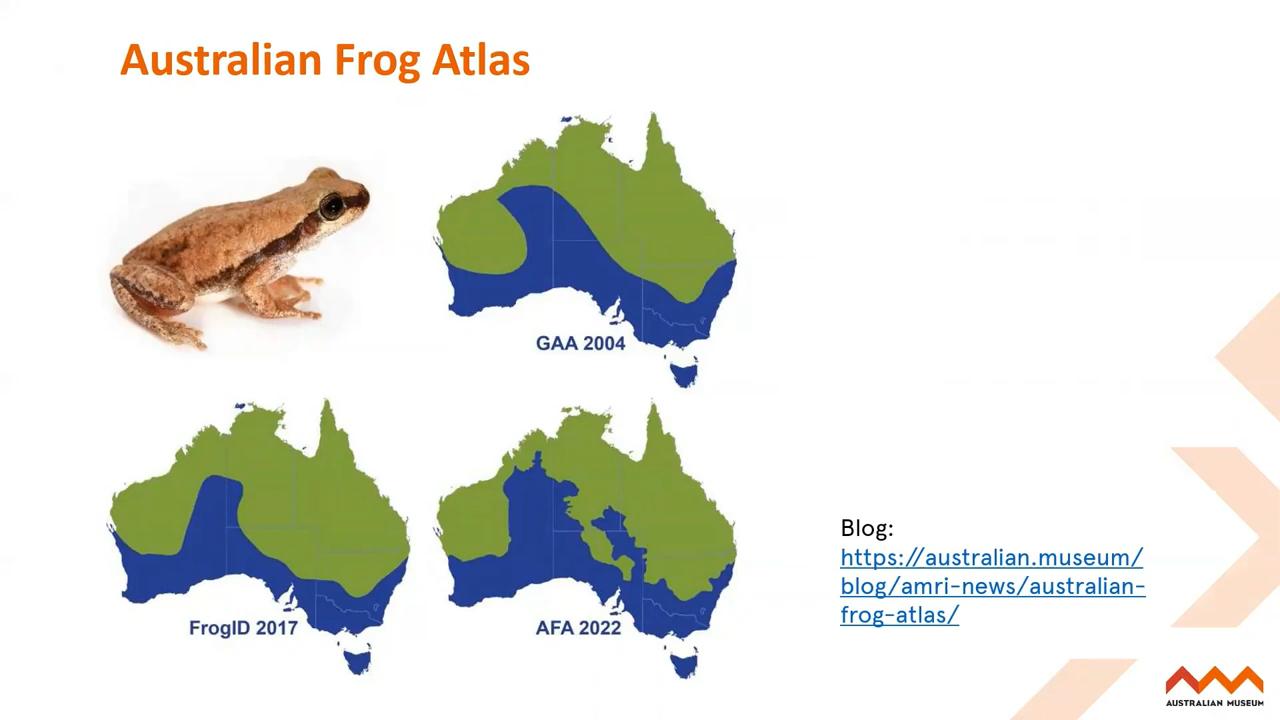 Australian Frog Atlas
GAA 2004
FrogID 2017
AFA 2022
Blog:
https://australian.museum/
blog/amri-news/australian-
frog-atlas/
AUSTRALIAN MUSEUM